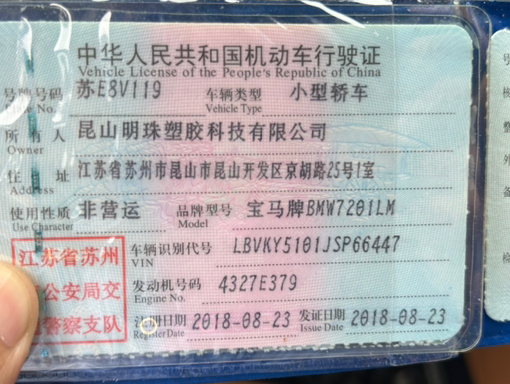 中华人民共和国机动车行驶证
Vehicle License of the People's Republic of China
号牌号码 苏E8V119 车辆类型 小型轿车
Plate No. Vehicle Type
所有人 昆山明珠塑胶科技有限公司
Owner
住址 江苏省苏州市昆山市昆山开发区京胡路25号1室
Address
使用性质 非营运 品牌型号 宝马牌BMW7201LM
Use Character Model
江苏省苏州 车辆识别代号 LBVKY5101JSP66447
VIN
公安局交 发动机号码 4327E379
Engine No.
警察支队 注册日期 2018-08-23 发证日期 2018-08-23
Register Date Issue Date